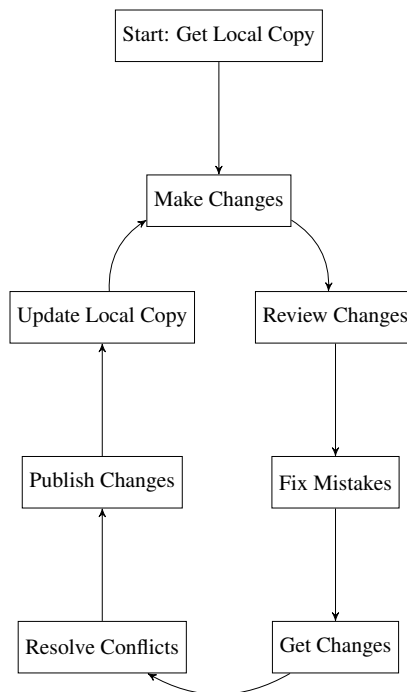 Start: Get Local Copy
Make Changes
Update Local Copy
Review Changes
Publish Changes
Fix Mistakes
Resolve Conflicts
Get Changes